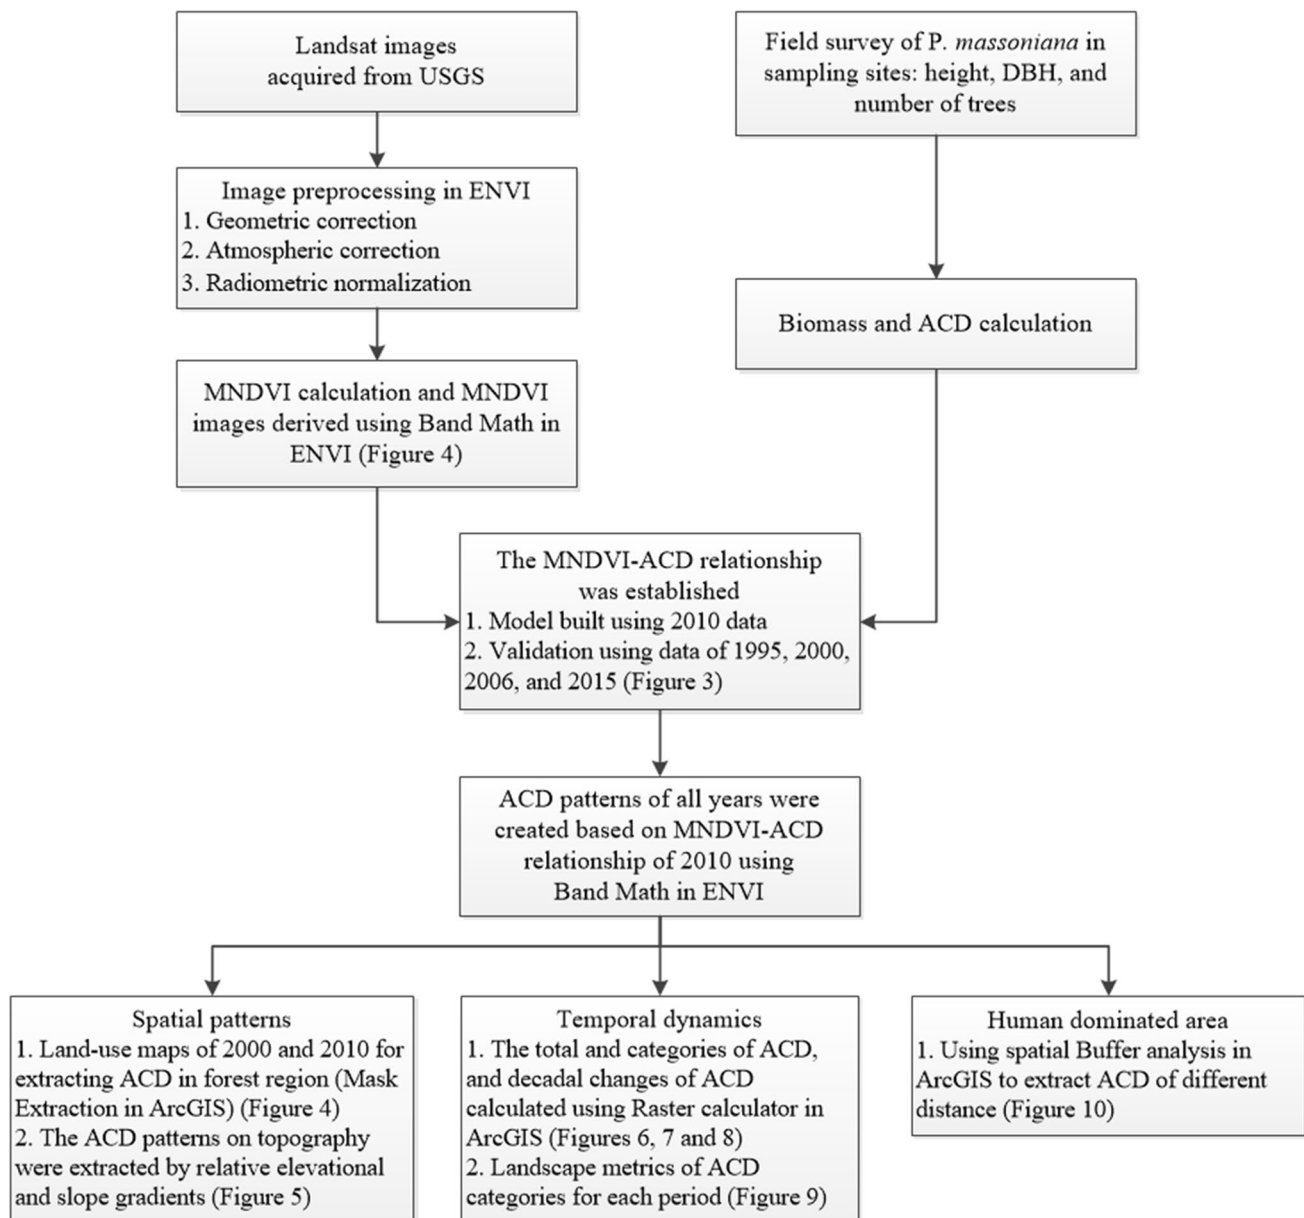 Landsat images
acquired from USGS
Field survey of P. massoniana in
sampling sites: height, DBH, and
number of trees
Image preprocessing in ENVI
1. Geometric correction
2. Atmospheric correction
3. Radiometric normalization
Biomass and ACD calculation
MNDVI calculation and MNDVI
images derived using Band Math in
ENVI (Figure 4)
The MNDVI-ACD relationship
was established
1. Model built using 2010 data
2. Validation using data of 1995, 2000,
2006, and 2015 (Figure 3)
ACD patterns of all years were
created based on MNDVI-ACD
relationship of 2010 using
Band Math in ENVI
Spatial patterns
1. Land-use maps of 2000 and 2010 for
extracting ACD in forest region (Mask
Extraction in ArcGIS) (Figure 4)
2. The ACD patterns on topography
were extracted by relative elevational
and slope gradients (Figure 5)
Temporal dynamics
1. The total and categories of ACD,
and decadal changes of ACD
calculated using Raster calculator in
ArcGIS (Figures 6, 7 and 8)
2. Landscape metrics of ACD
categories for each period (Figure 9)
Human dominated area
1. Using spatial Buffer analysis in
ArcGIS to extract ACD of different
distance (Figure 10)